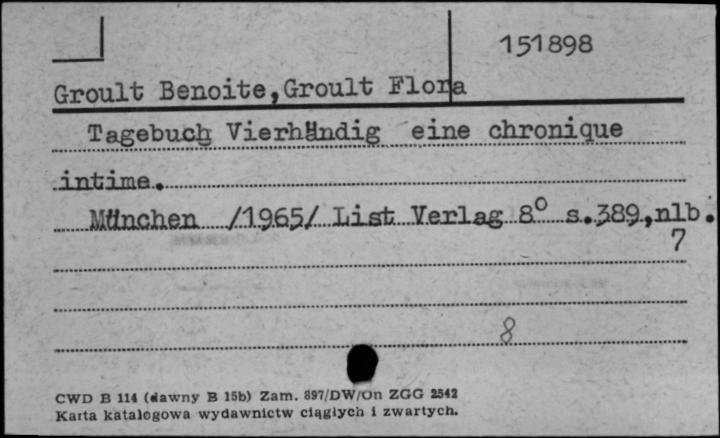 151898
Groult Benoite,Groult Flora
Tagebuch Vierhändig eine chronique
intime.
München /1965/ List Verlag 8° s.389,nlb.
7
8
CWD B 114 (dawny B 15b) Zam. 897/DW/On ZGG 2542
Karta katalogowa wydawnictw ciągłych i zwartych.